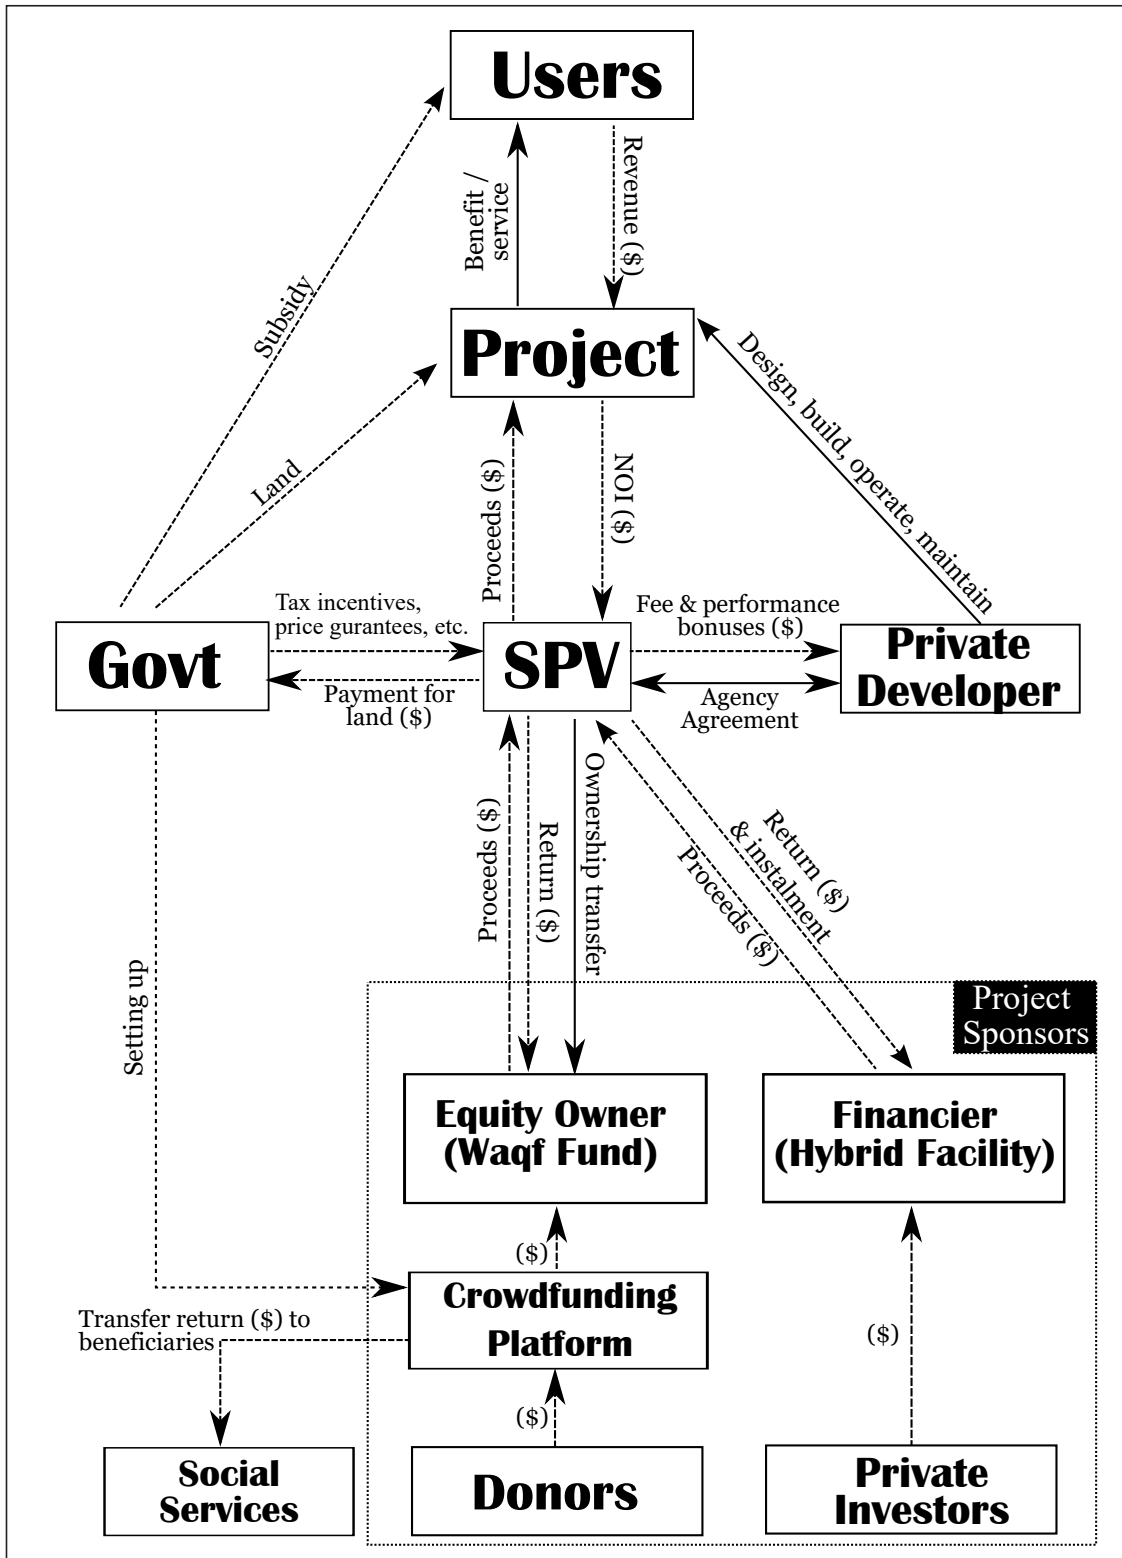 Users
Benefit /
service
Revenue ($)
Subsidy
Project
Land
Design, build, operate, maintain
Proceeds ($)
NOI ($)
Tax incentives,
price gurantees, etc.
Fee & performance
bonuses ($)
Govt
SPV
Private
Developer
Payment for
land ($)
Agency
Agreement
Proceeds ($)
Return ($)
Ownership transfer
Return ($)
& instalment
Proceeds ($)
Setting up
Project
Sponsors
Equity Owner
(Waqf Fund)
Financier
(Hybrid Facility)
($)
Crowdfunding
Platform
Transfer return ($) to
beneficiaries
($)
($)
Social
Services
Donors
Private
Investors